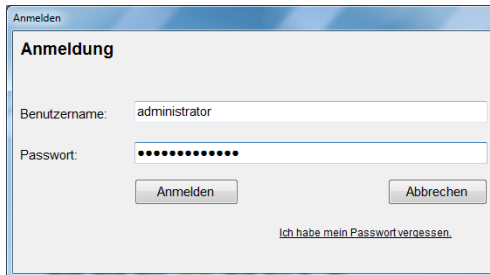 Anmelden
Anmeldung
Benutzername: administrator
Passwort: ●●●●●●●●●●●●●
Anmelden Abbrechen
Ich habe mein Passwort vergessen.